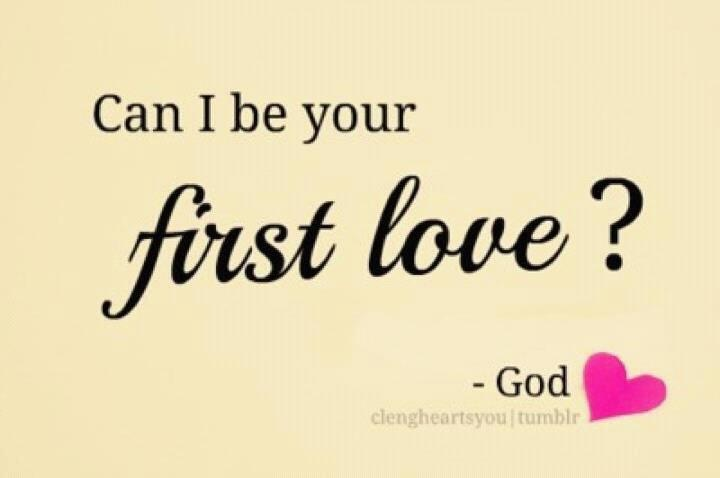 Can I be your
first love ?
- God
clengheartsyou|tumblr